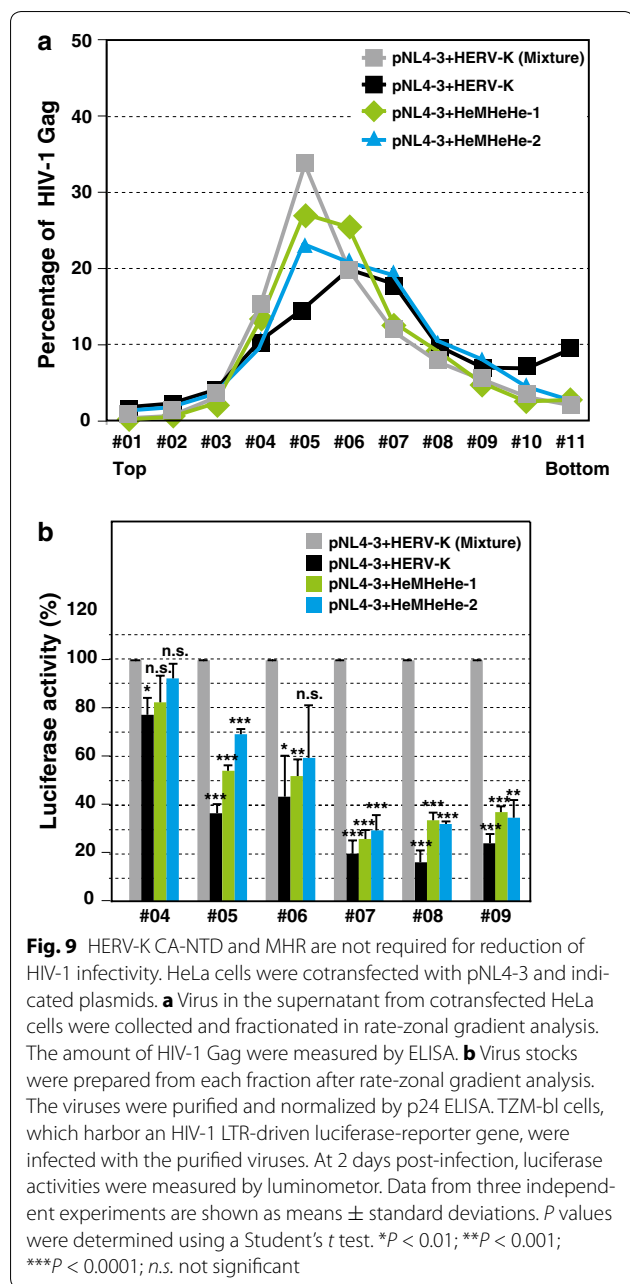 a
50
40
30
20
10
0
Percentage of HIV-1 Gag
pNL4-3+HERV-K (Mixture)
pNL4-3+HERV-K
pNL4-3+HeMHeHe-1
pNL4-3+HeMHeHe-2
#01 #02 #03 #04 #05 #06 #07 #08 #09 #10 #11
Top Bottom
b
pNL4-3+HERV-K (Mixture)
pNL4-3+HERV-K
pNL4-3+HeMHeHe-1
pNL4-3+HeMHeHe-2
Luciferase activity (%)
120
100
80
60
40
20
0
* n.s. n.s.
*** *** ***
* ** n.s.
*** *** ***
*** *** ***
*** *** **
#04 #05 #06 #07 #08 #09
Fig. 9 HERV-K CA-NTD and MHR are not required for reduction of
HIV-1 infectivity. HeLa cells were cotransfected with pNL4-3 and indi-
cated plasmids. a Virus in the supernatant from cotransfected HeLa
cells were collected and fractionated in rate-zonal gradient analysis.
The amount of HIV-1 Gag were measured by ELISA. b Virus stocks
were prepared from each fraction after rate-zonal gradient analysis.
The viruses were purified and normalized by p24 ELISA. TZM-bl cells,
which harbor an HIV-1 LTR-driven luciferase-reporter gene, were
infected with the purified viruses. At 2 days post-infection, luciferase
activities were measured by luminometor. Data from three independ-
ent experiments are shown as means ± standard deviations. P values
were determined using a Student's t test. *P < 0.01; **P < 0.001;
***P < 0.0001; n.s. not significant